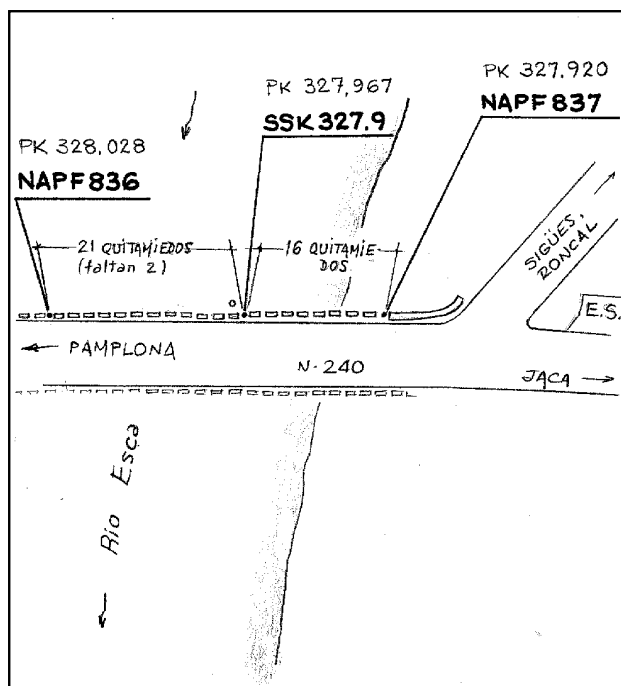 PK 327,920
NAPF 837
PK 327,967
SSK 327.9
PK 328,028
NAPF 836
21 QUITAMIEDOS
(faltan 2)
16 QUITAMIE
DOS
SIGÜES,
RONCAL
E.S.
← PAMPLONA
N-240
JACA →
Río Esca